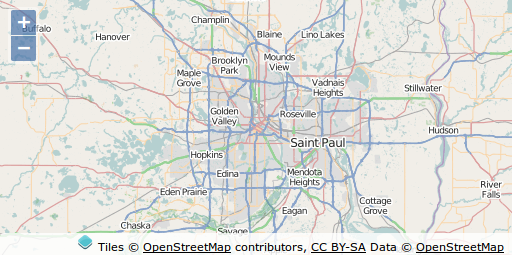 +
Champlin
Blaine
Lino Lakes
Buffalo
Hanover
−
Brooklyn
Park
Mounds
View
Maple
Grove
Vadnais
Heights
Stillwater
Golden
Valley
Roseville
Hudson
Saint Paul
Hopkins
Edina
Mendota
Heights
Eden Prairie
River
Falls
Cottage
Grove
Eagan
Chaska
Savage
Tiles © OpenStreetMap contributors, CC BY-SA Data © OpenStreetMap